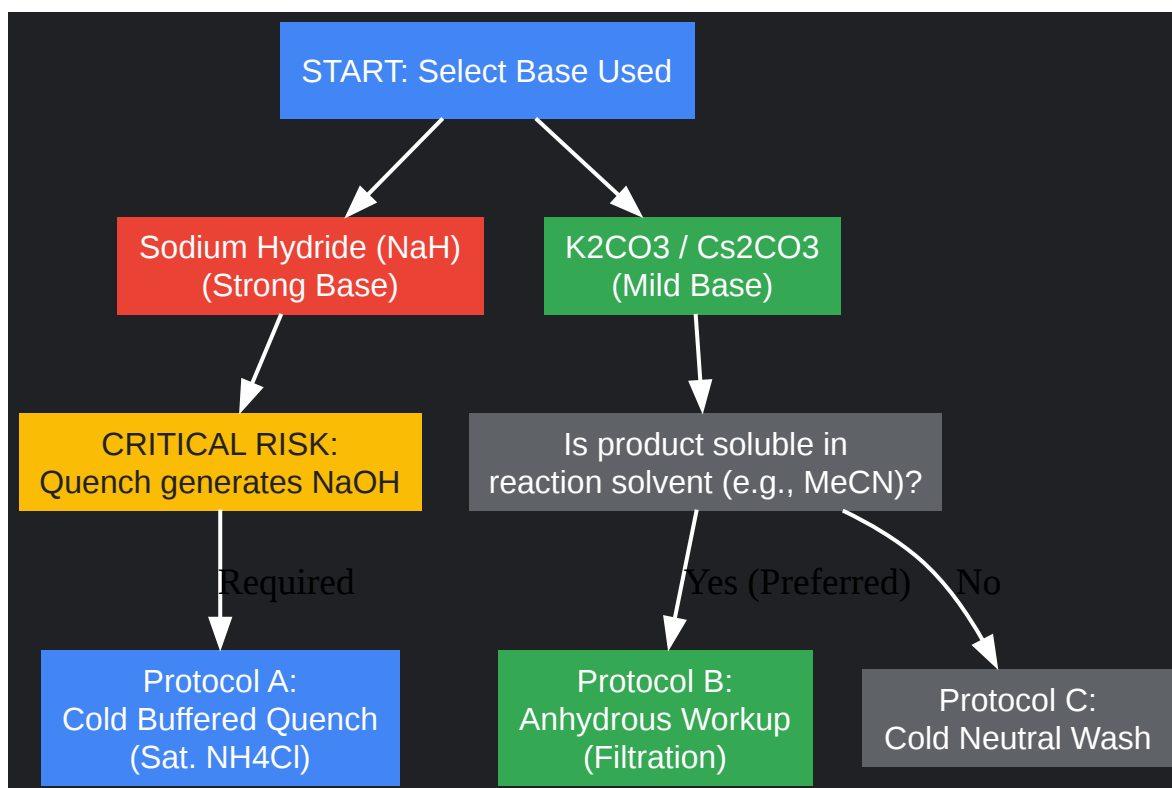 START: Select Base Used
Sodium Hydride (NaH)
(Strong Base)
K2CO3 / Cs2CO3
(Mild Base)
CRITICAL RISK:
Quench generates NaOH
Is product soluble in
reaction solvent (e.g., MeCN)?
Required
Yes (Preferred)
No
Protocol A:
Cold Buffered Quench
(Sat. NH4Cl)
Protocol B:
Anhydrous Workup
(Filtration)
Protocol C:
Cold Neutral Wash